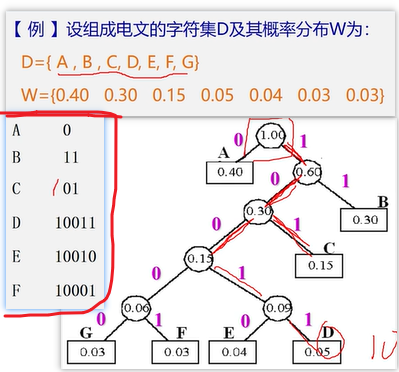 【 例 】设组成电文的字符集D及其概率分布W为：
D={ A , B , C, D, E, F, G}
W={0.40 0.30 0.15 0.05 0.04 0.03 0.03}
A 0
B 11
C 101
D 10011
E 10010
F 10001
0 1.00 1
A
0.40 0 0.60 1
B
0 0.30 1 0.30
C
0 0.15 1 0.15
0 0.06 1 0 0.09 1
G F E D
0.03 0.03 0.04 0.05
10